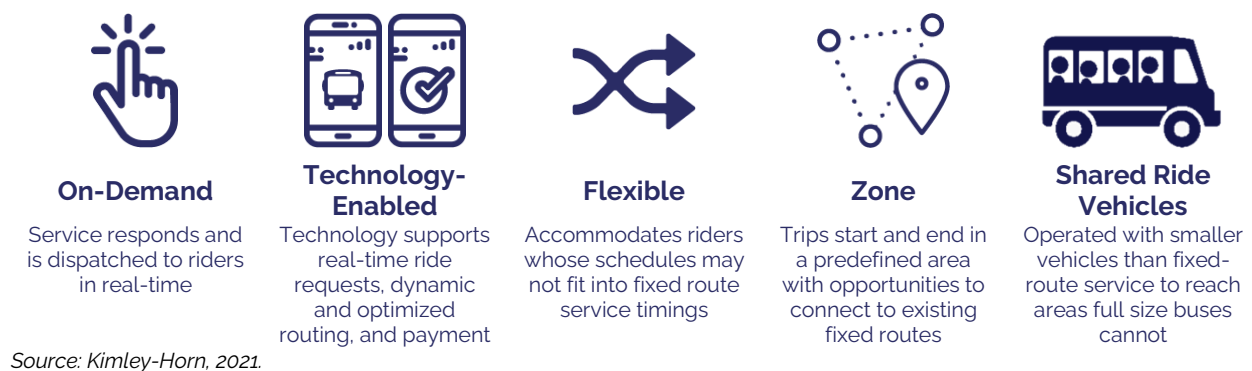 On-Demand
Service responds and
is dispatched to riders
in real-time
Technology-
Enabled
Technology supports
real-time ride
requests, dynamic
and optimized
routing, and payment
Flexible
Accommodates riders
whose schedules may
not fit into fixed route
service timings
Zone
Trips start and end in
a predefined area
with opportunities to
connect to existing
fixed routes
Shared Ride
Vehicles
Operated with smaller
vehicles than fixed-
route service to reach
areas full size buses
cannot
Source: Kimley-Horn, 2021.